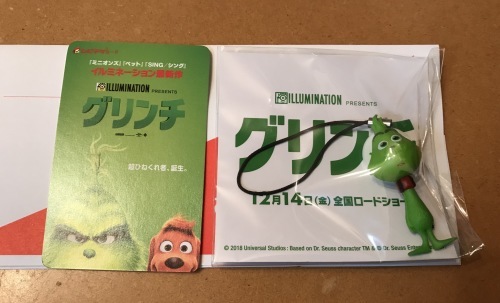 『ミニオンズ』『ペット』『SING/シング』
イルミネーション最新作
ILLUMINATION PRESENTS
グリンチ
超ひねくれ者、誕生。
ILLUMINATION PRESENTS
グリンチ
12月14日(金)全国ロードショー
© 2018 Universal Studios : Based on Dr. Seuss character TM & © Dr. Seuss Enter